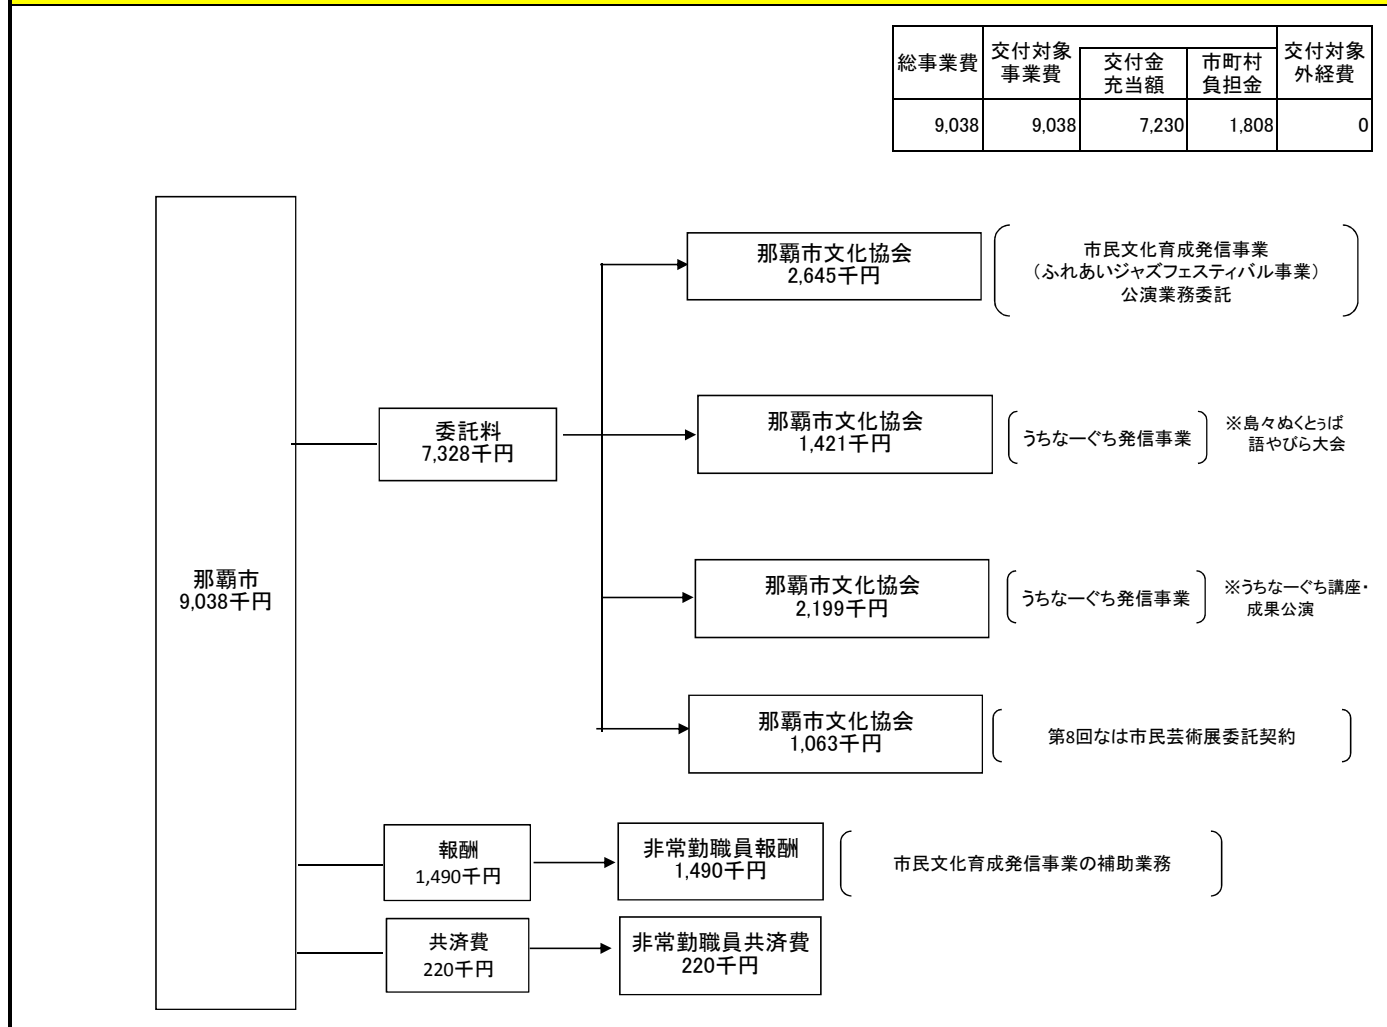 総事業費
交付対象
事業費
交付金
充当額
市町村
負担金
交付対象
外経費
9,038
9,038
7,230
1,808
0
那覇市
9,038千円
委託料
7,328千円
那覇市文化協会
2,645千円
市民文化育成発信事業
(ふれあいジャズフェスティバル事業)
公演業務委託
那覇市文化協会
1,421千円
うちなーぐち発信事業
※島々ぬくとぅば
語やびら大会
那覇市文化協会
2,199千円
うちなーぐち発信事業
※うちなーぐち講座・
成果公演
那覇市文化協会
1,063千円
第8回なは市民芸術展委託契約
報酬
1,490千円
非常勤職員報酬
1,490千円
市民文化育成発信事業の補助業務
共済費
220千円
非常勤職員共済費
220千円